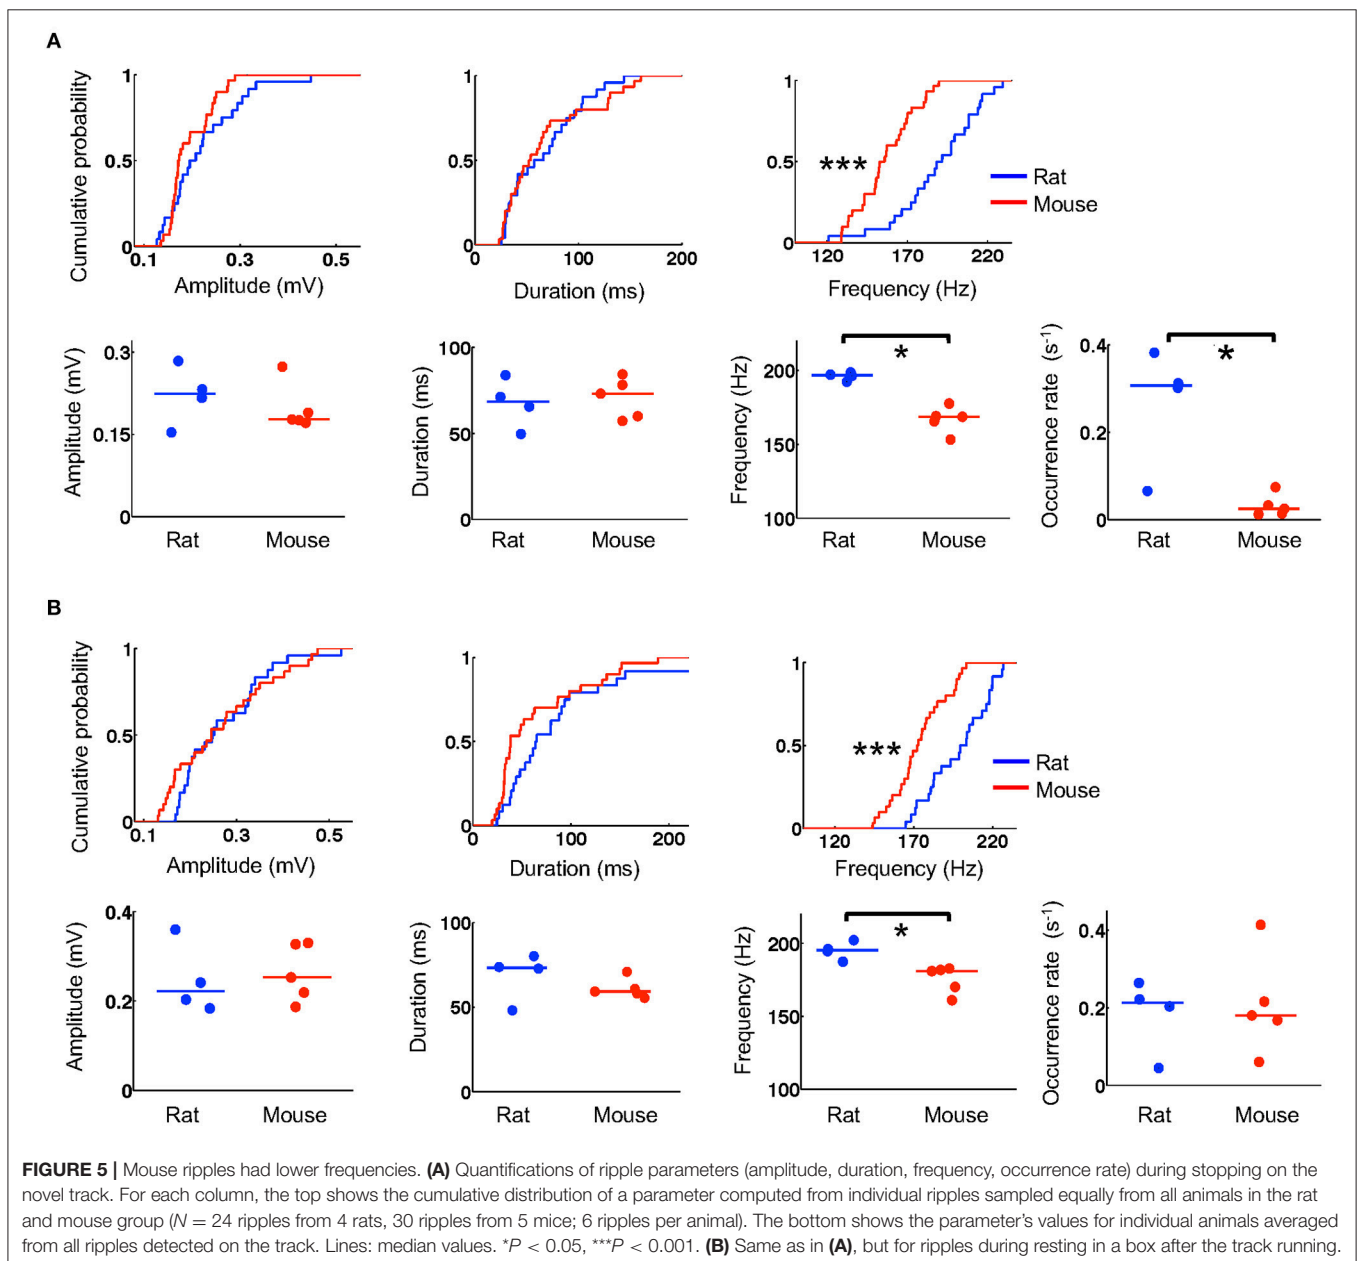 A
Cumulative probability
1
0.5
0
0.1 0.3 0.5
Amplitude (mV)
1
0.5
0
0 100 200
Duration (ms)
1
0.5
0
120 170 220
Frequency (Hz)
***
Rat
Mouse
Amplitude (mV)
0.3
0.15
0
Rat Mouse
Duration (ms)
100
50
0
Rat Mouse
Frequency (Hz)
200
150
100
*
Rat Mouse
Occurrence rate (s-1)
0.4
0.2
0
*
Rat Mouse
B
Cumulative probability
1
0.5
0
0.1 0.3 0.5
Amplitude (mV)
1
0.5
0
0 100 200
Duration (ms)
1
0.5
0
120 170 220
Frequency (Hz)
***
Rat
Mouse
Amplitude (mV)
0.4
0.2
0
Rat Mouse
Duration (ms)
100
50
0
Rat Mouse
Frequency (Hz)
200
150
100
*
Rat Mouse
Occurrence rate (s-1)
0.4
0.2
0
Rat Mouse
FIGURE 5 | Mouse ripples had lower frequencies. (A) Quantifications of ripple parameters (amplitude, duration, frequency, occurrence rate) during stopping on the
novel track. For each column, the top shows the cumulative distribution of a parameter computed from individual ripples sampled equally from all animals in the rat
and mouse group (N = 24 ripples from 4 rats, 30 ripples from 5 mice; 6 ripples per animal). The bottom shows the parameter's values for individual animals averaged
from all ripples detected on the track. Lines: median values. *P < 0.05, ***P < 0.001. (B) Same as in (A), but for ripples during resting in a box after the track running.